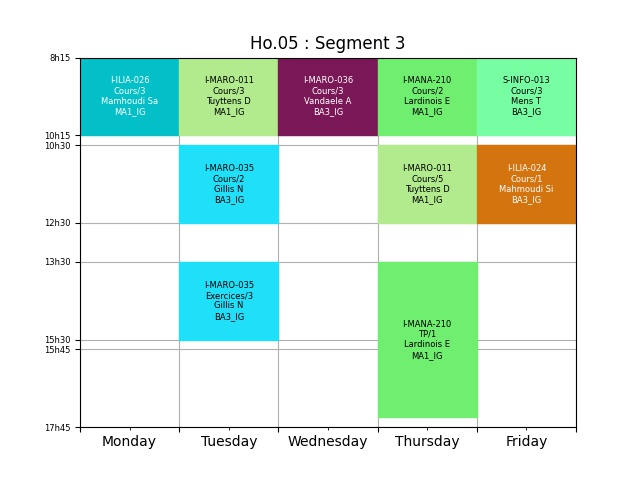 Ho.05 : Segment 3
8h15
10h15
10h30
12h30
13h30
15h30
15h45
17h45
I-ILIA-026
Cours/3
Mamhoudi Sa
MA1_IG
I-MARO-011
Cours/3
Tuyttens D
MA1_IG
I-MARO-036
Cours/3
Vandaele A
BA3_IG
I-MANA-210
Cours/2
Lardinois E
MA1_IG
S-INFO-013
Cours/3
Mens T
BA3_IG
I-MARO-035
Cours/2
Gillis N
BA3_IG
I-MARO-011
Cours/5
Tuyttens D
MA1_IG
I-ILIA-024
Cours/1
Mahmoudi Si
BA3_IG
I-MARO-035
Exercices/3
Gillis N
BA3_IG
I-MANA-210
TP/1
Lardinois E
MA1_IG
Monday
Tuesday
Wednesday
Thursday
Friday